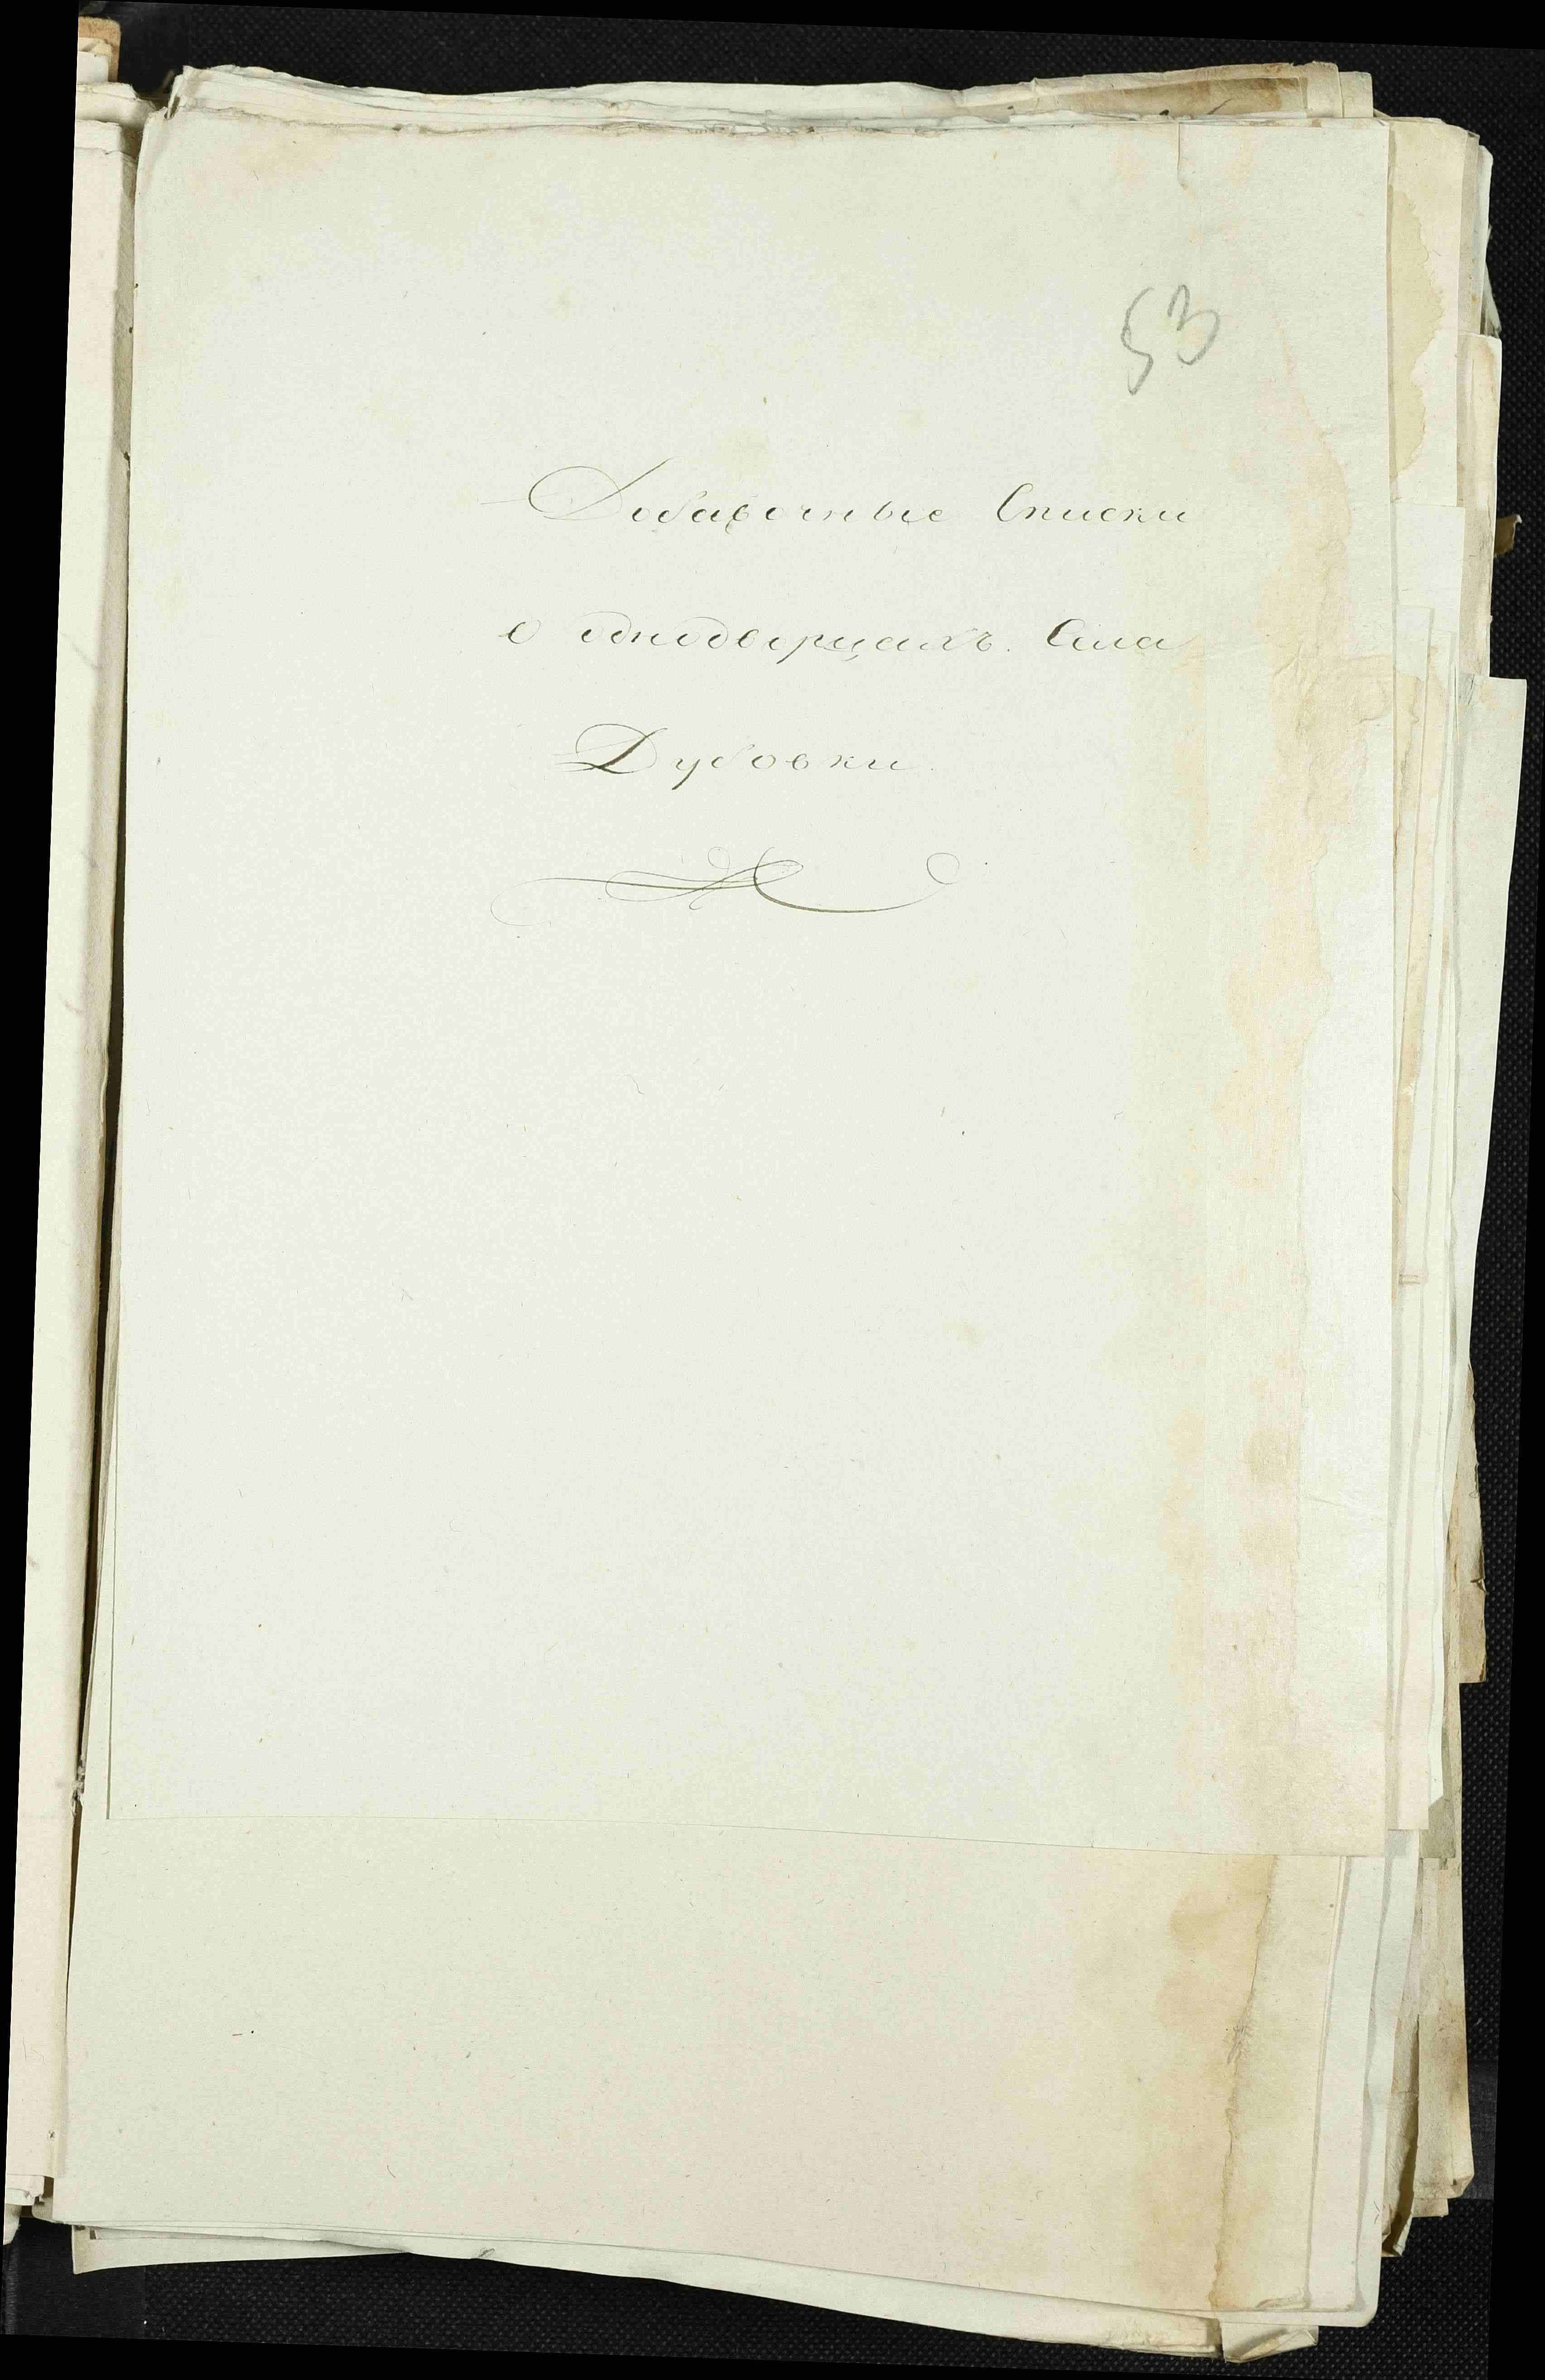 53
Добавочные Списки
о однодворцахъ. Села
Дубовки.